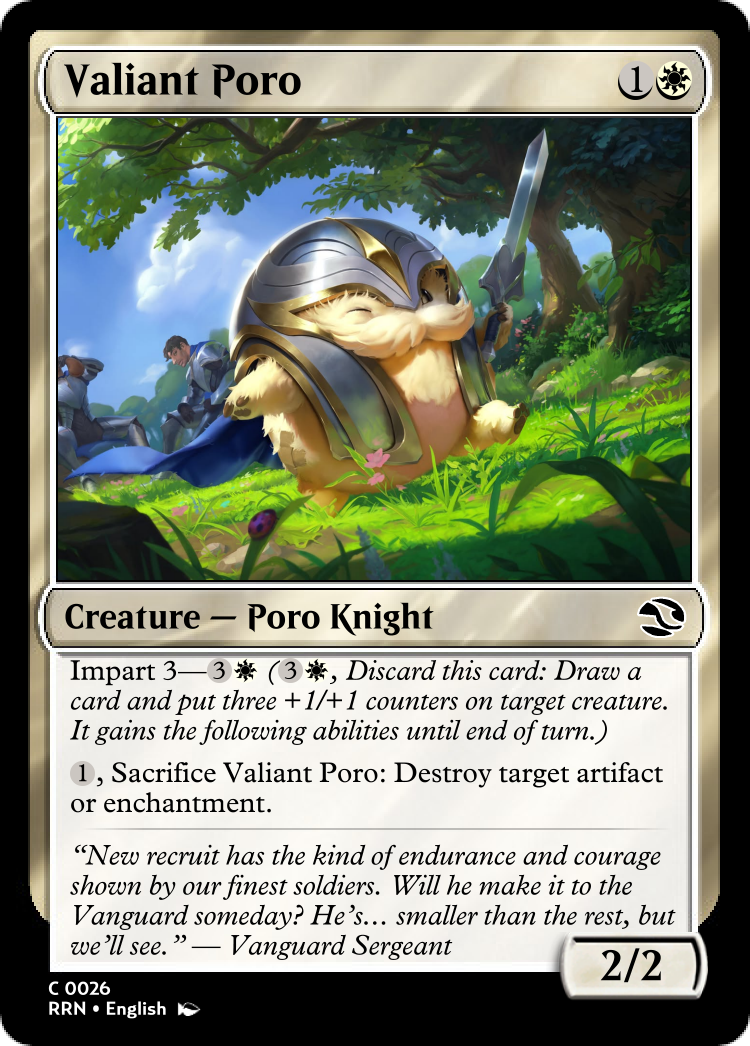 Valiant Poro 1
Creature — Poro Knight
Impart 3—3 (3, Discard this card: Draw a
card and put three +1/+1 counters on target creature.
It gains the following abilities until end of turn.)
1, Sacrifice Valiant Poro: Destroy target artifact
or enchantment.
“New recruit has the kind of endurance and courage
shown by our finest soldiers. Will he make it to the
Vanguard someday? He’s… smaller than the rest, but
we’ll see.” — Vanguard Sergeant
2/2
C 0026
RRN • English